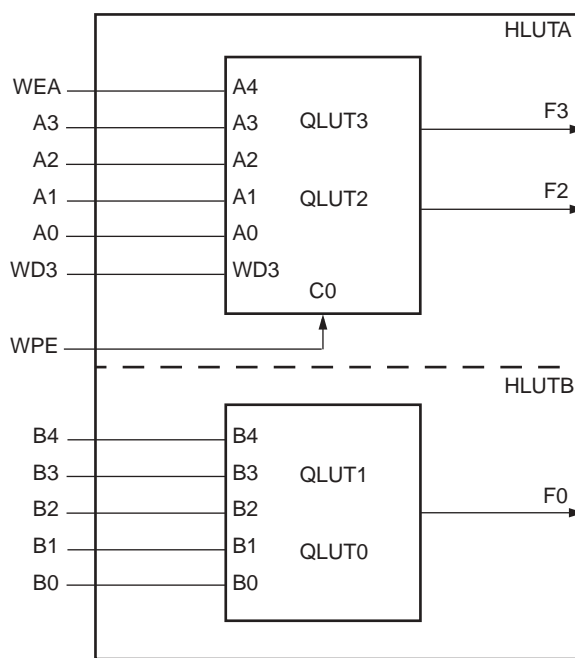 HLUTA
WEA A4 QLUT3 F3
A3 A3
A2 A2
A1 A1 QLUT2 F2
A0 A0
WD3 WD3
C0
WPE
HLUTB
B4 B4
B3 B3 QLUT1
B2 B2 F0
B1 B1 QLUT0
B0 B0